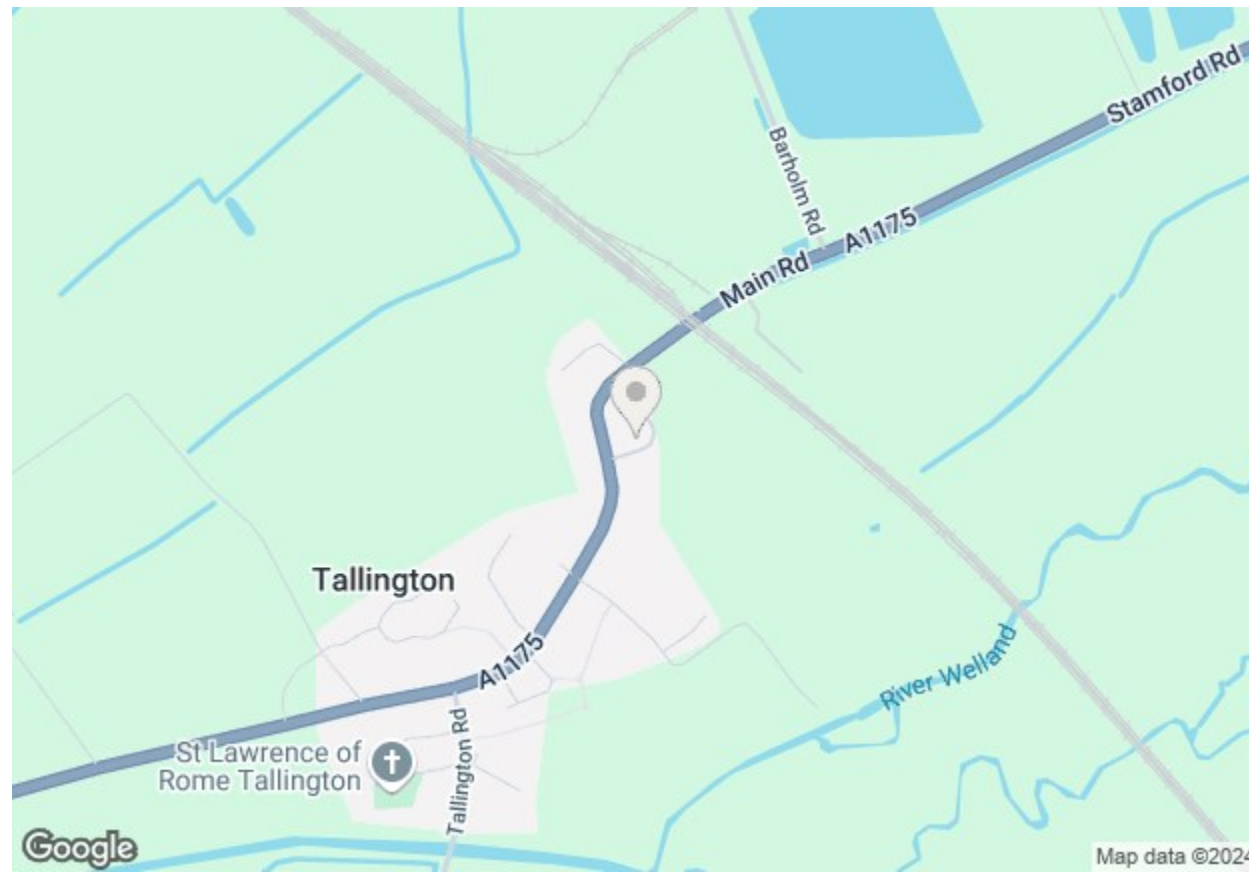 Stamford Rd
Barholm Rd
A1175
Main Rd
Tallington
A1175
River Welland
St Lawrence of
Rome Tallington
Tallington Rd
Google
Map data ©2024